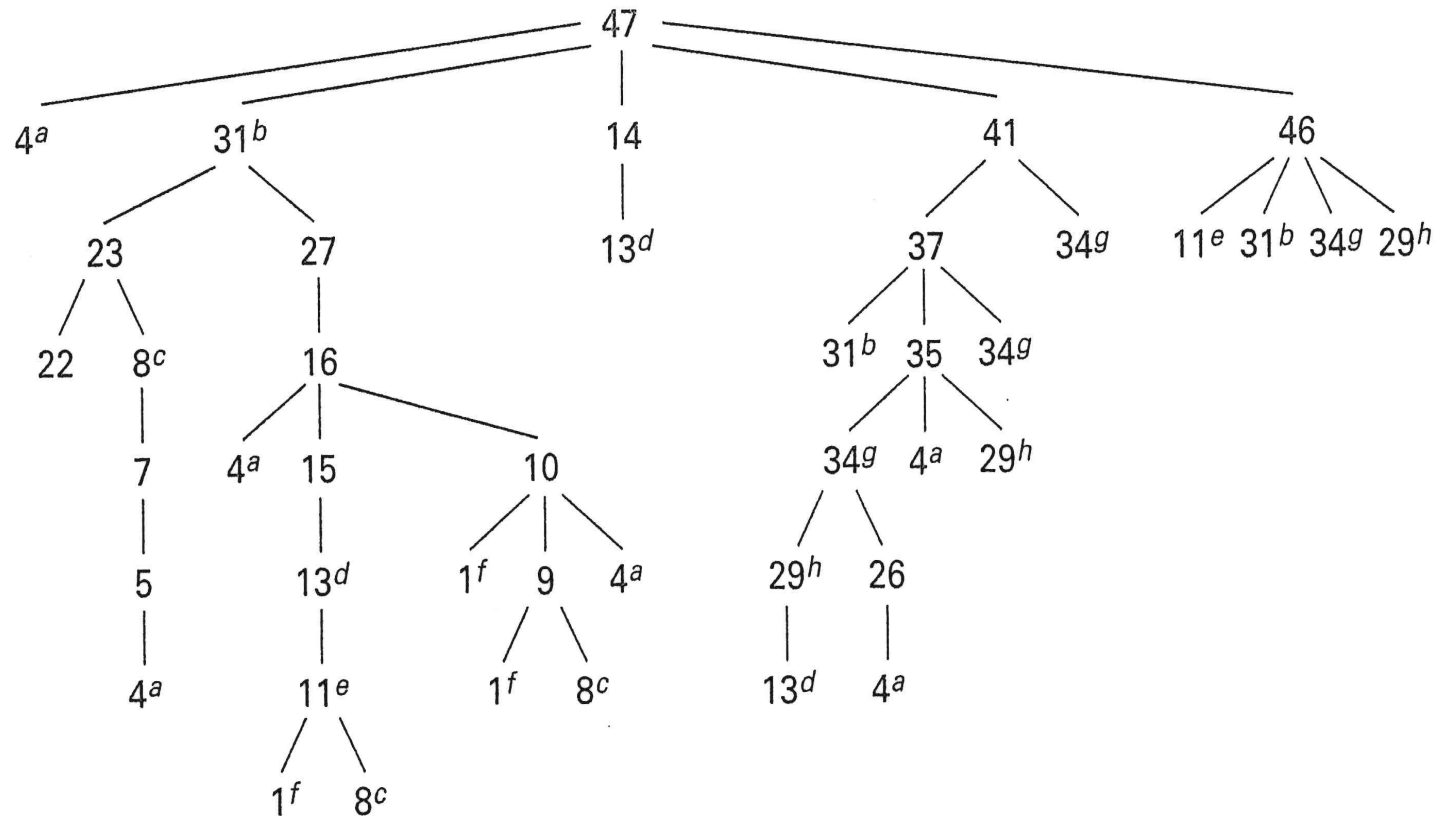 47
4ᵃ 31ᵇ 14 41 46
23 27 13ᵈ 37 34ᵍ 11ᵉ 31ᵇ 34ᵍ 29ʰ
22 8ᶜ 16 31ᵇ 35 34ᵍ
7 4ᵃ 15 10 34ᵍ 4ᵃ 29ʰ
5 13ᵈ 1ᶠ 9 4ᵃ 29ʰ 26
4ᵃ 11ᵉ 1ᶠ 8ᶜ 13ᵈ 4ᵃ
1ᶠ 8ᶜ